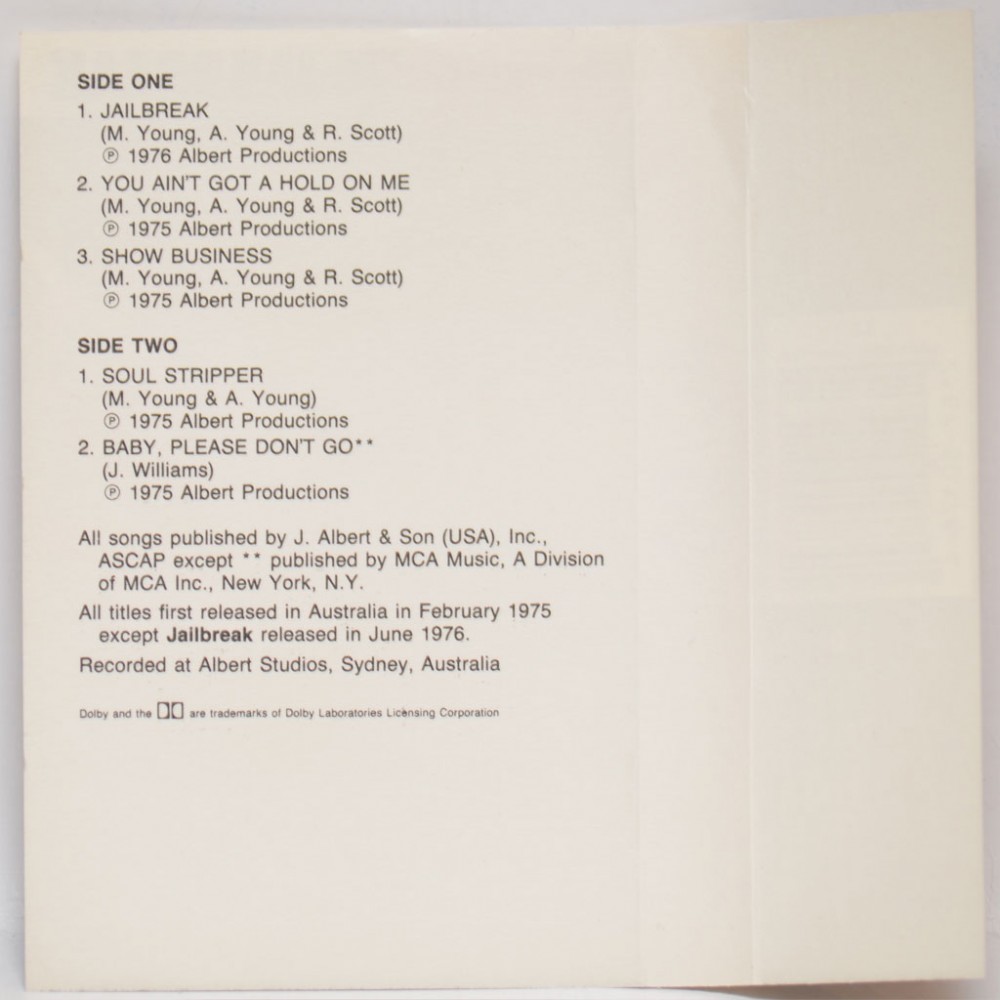 SIDE ONE
1. JAILBREAK
(M. Young, A. Young & R. Scott)
℗ 1976 Albert Productions
2. YOU AIN'T GOT A HOLD ON ME
(M. Young, A. Young & R. Scott)
℗ 1975 Albert Productions
3. SHOW BUSINESS
(M. Young, A. Young & R. Scott)
℗ 1975 Albert Productions
SIDE TWO
1. SOUL STRIPPER
(M. Young & A. Young)
℗ 1975 Albert Productions
2. BABY, PLEASE DON'T GO**
(J. Williams)
℗ 1975 Albert Productions
All songs published by J. Albert & Son (USA), Inc.,
ASCAP except ** published by MCA Music, A Division
of MCA Inc., New York, N.Y.
All titles first released in Australia in February 1975
except Jailbreak released in June 1976.
Recorded at Albert Studios, Sydney, Australia
Dolby and the are trademarks of Dolby Laboratories Licensing Corporation